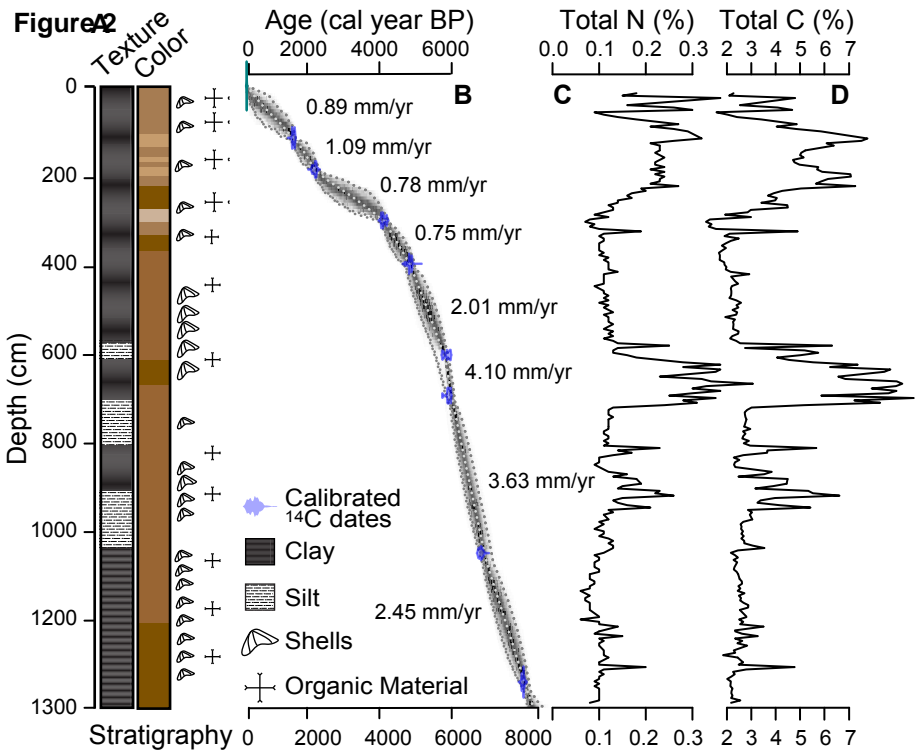 Figure 2
A
Texture
Color
Age (cal year BP)
Total N (%)
Total C (%)
0 2000 4000 6000
0.0 0.1 0.2 0.3
2 3 4 5 6 7
B
C
D
0
200
400
600
800
1000
1200
1300
Depth (cm)
0.89 mm/yr
1.09 mm/yr
0.78 mm/yr
0.75 mm/yr
2.01 mm/yr
4.10 mm/yr
3.63 mm/yr
2.45 mm/yr
Calibrated
¹⁴C dates
Clay
Silt
Shells
Organic Material
Stratigraphy
0 2000 4000 6000 8000
0.1 0.2 0.3
2 3 4 5 6 7